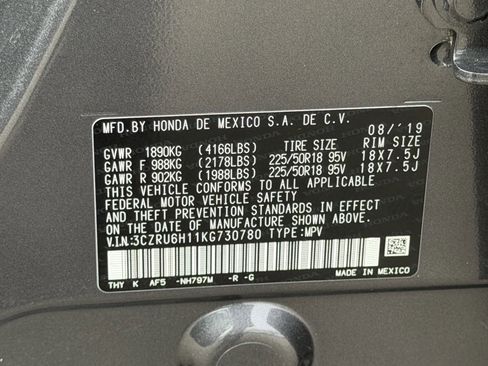 MFD.BY HONDA DE MEXICO S.A. DE C.V.
08/'19
GVWR 1890KG (4166LBS) TIRE SIZE RIM SIZE
GAWR F 988KG (2178LBS) 225/50R18 95V 18X7.5J
GAWR R 902KG (1988LBS) 225/50R18 95V 18X7.5J
THIS VEHICLE CONFORMS TO ALL APPLICABLE
FEDERAL MOTOR VEHICLE SAFETY
AND THEFT PREVENTION STANDARDS IN EFFECT
ON THE DATE OF MANUFACTURE SHOWN ABOVE.
V.I.N:3CZRU6H11KG730780 TYPE:MPV
THY K AF5 -NH797M -R -G MADE IN MEXICO